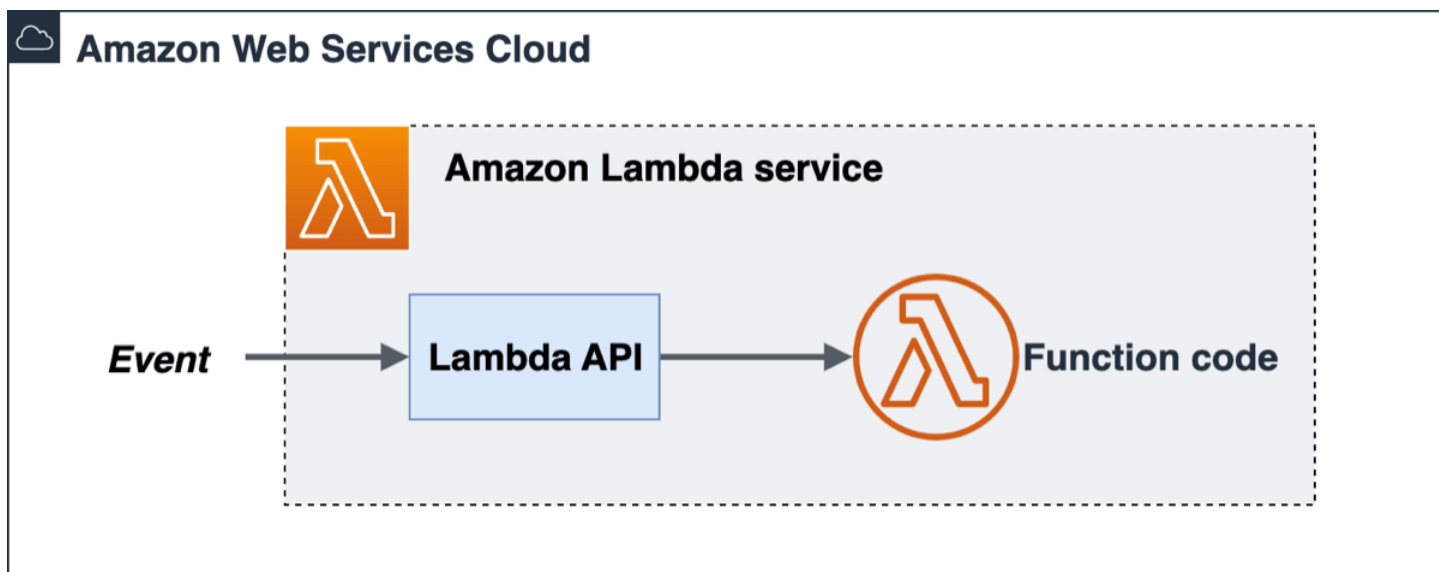 Amazon Web Services Cloud
Amazon Lambda service
Event
Lambda API
Function code